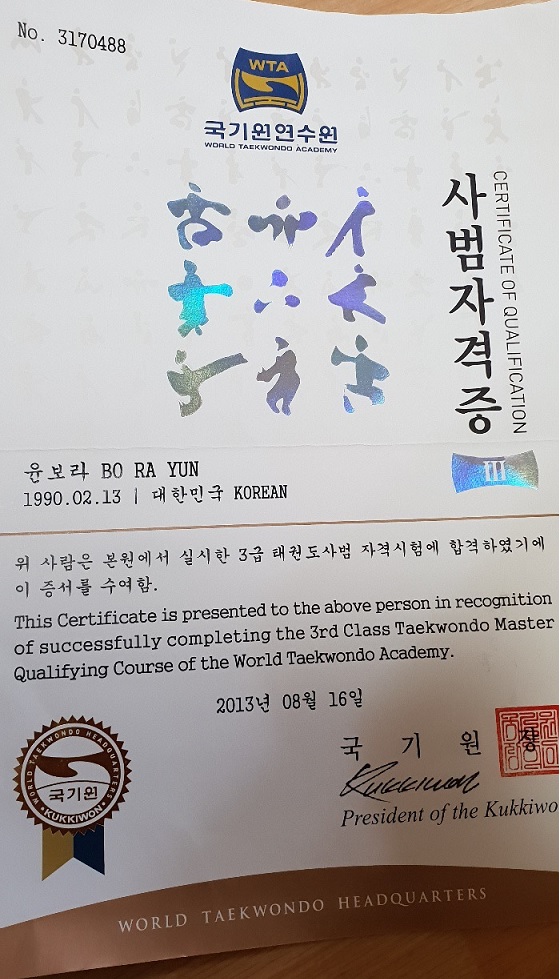 No. 3170488
WTA
국기원연수원
WORLD TAEKWONDO ACADEMY
사범자격증
CERTIFICATE OF QUALIFICATION
III
윤보라 BO RA YUN
1990.02.13 | 대한민국 KOREAN
위 사람은 본원에서 실시한 3급 태권도사범 자격시험에 합격하였기에
이 증서를 수여함.
This Certificate is presented to the above person in recognition
of successfully completing the 3rd Class Taekwondo Master
Qualifying Course of the World Taekwondo Academy.
2013년 08월 16일
국 기 원 장
Kukkiwon
President of the Kukkiwo
WORLD TAEKWONDO HEADQUARTERS
국기원
KUKKIWON
WORLD TAEKWONDO HEADQUARTERS